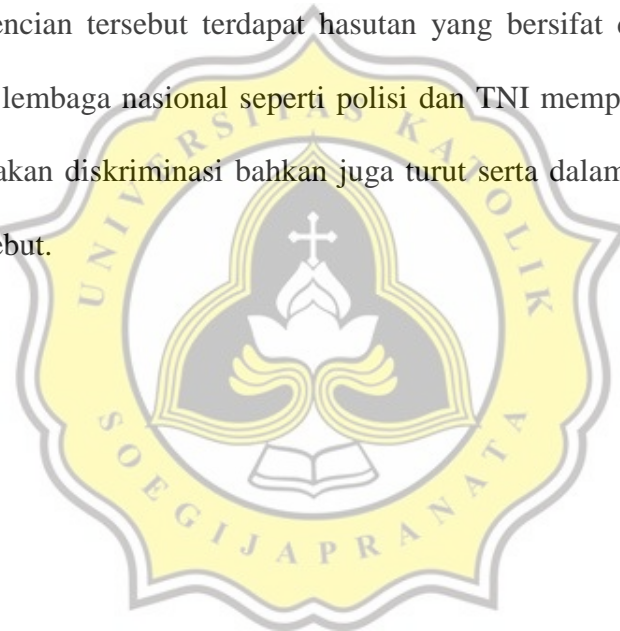 encian tersebut terdapat hasutan yang bersifat
lembaga nasional seperti polisi dan TNI memp
akan diskriminasi bahkan juga turut serta dalam
ebut.
UNIVERSITAS KATOLIK
SOEGIJAPRANATA